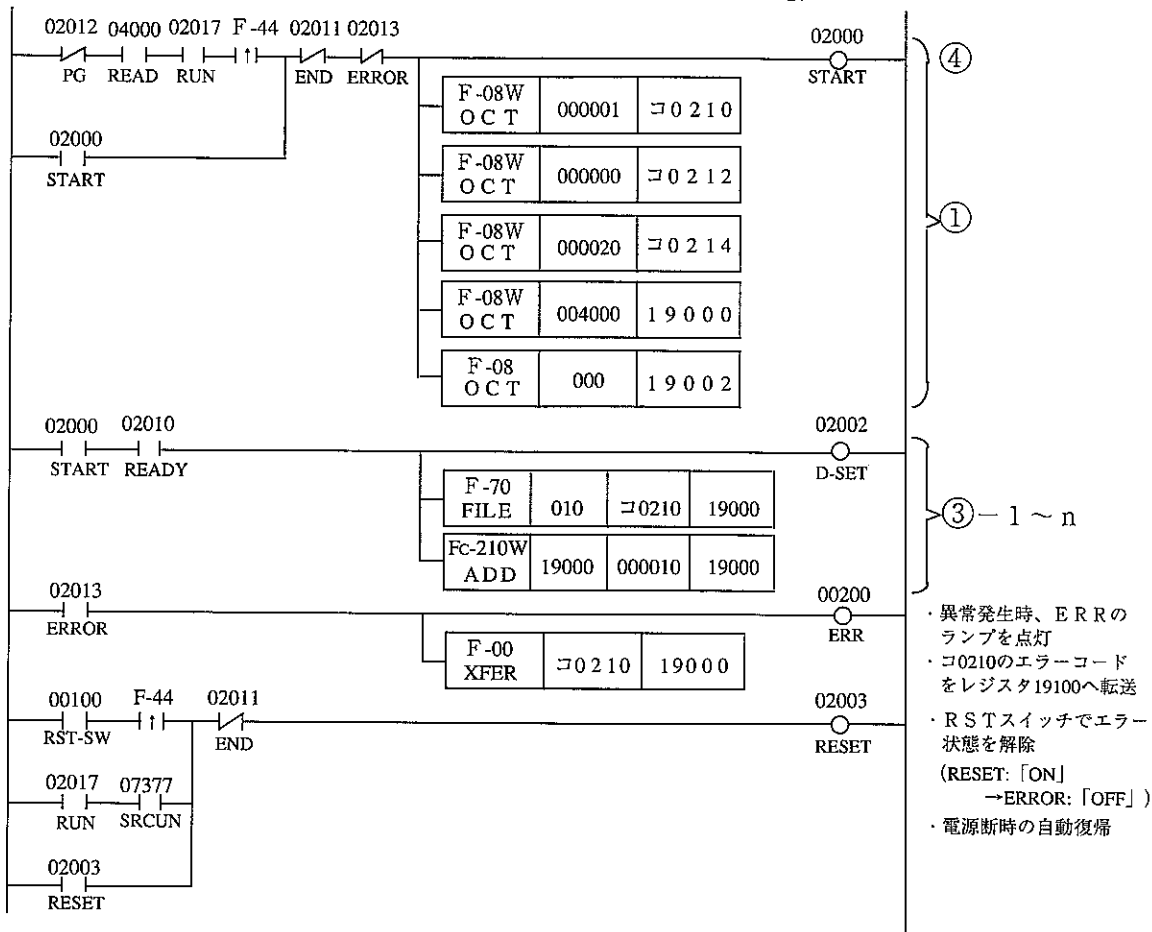 02012 04000 02017 F-44 02011 02013
02000
PG READ RUN ↑ END ERROR
START
④
F-08W
OCT 000001 コ0210
02000
START
F-08W
OCT 000000 コ0212
F-08W
OCT 000020 コ0214
①
F-08W
OCT 004000 19000
F-08
OCT 000 19002
02000 02010
02002
START READY
D-SET
F-70
FILE 010 コ0210 19000
③-1~n
Fc-210W
ADD 19000 000010 19000
02013
00200
ERROR
ERR
F-00
XFER コ0210 19000
・異常発生時、ERRの
ランプを点灯
・コ0210のエラーコード
をレジスタ19100へ転送
00100 F-44 02011
02003
RST-SW ↑ END
RESET
・RSTスイッチでエラー
状態を解除
(RESET:「ON」
→ERROR:「OFF」)
・電源断時の自動復帰
02017 07377
RUN SRCUN
02003
RESET